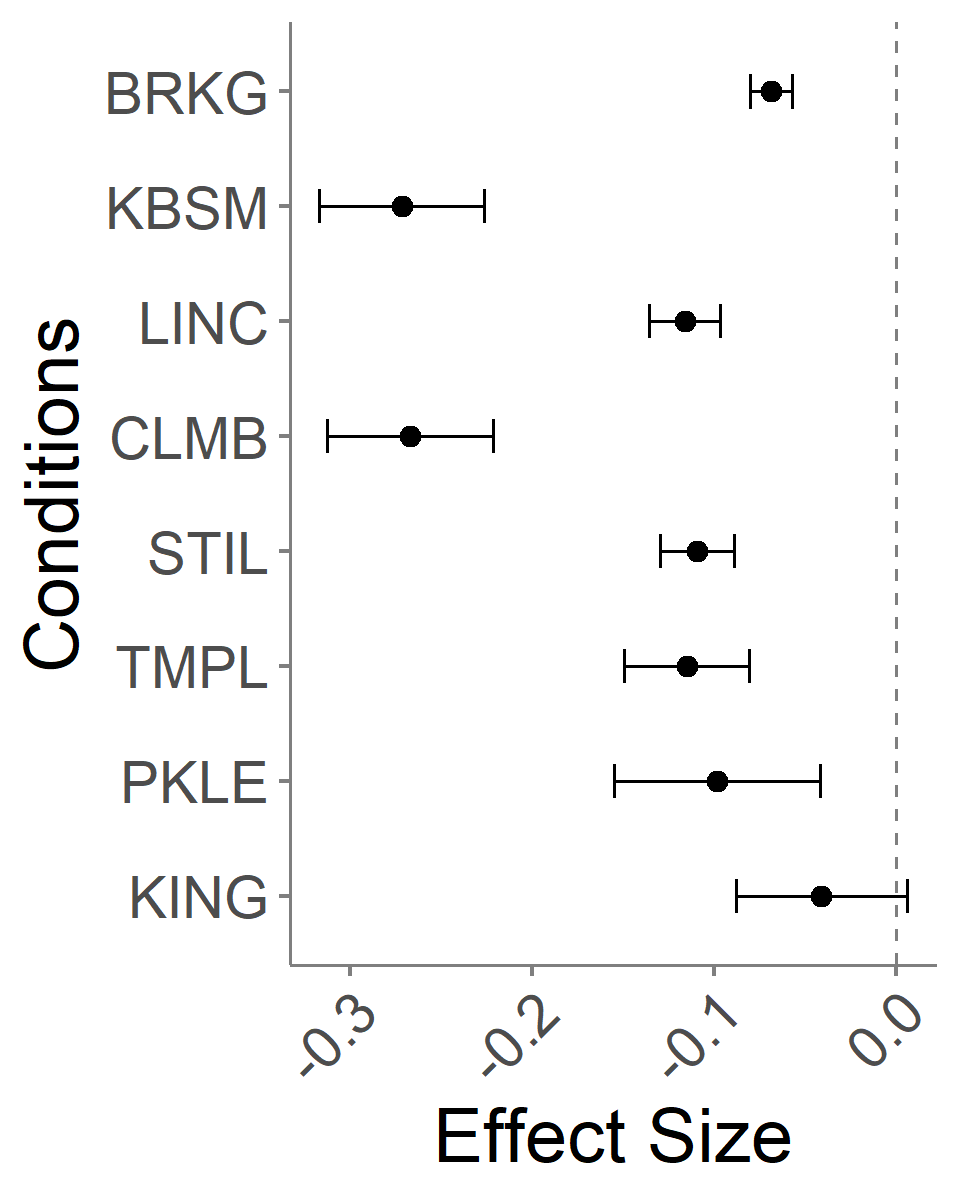 Conditions
BRKG
KBSM
LINC
CLMB
STIL
TMPL
PKLE
KING
-0.3
-0.2
-0.1
0.0
Effect Size